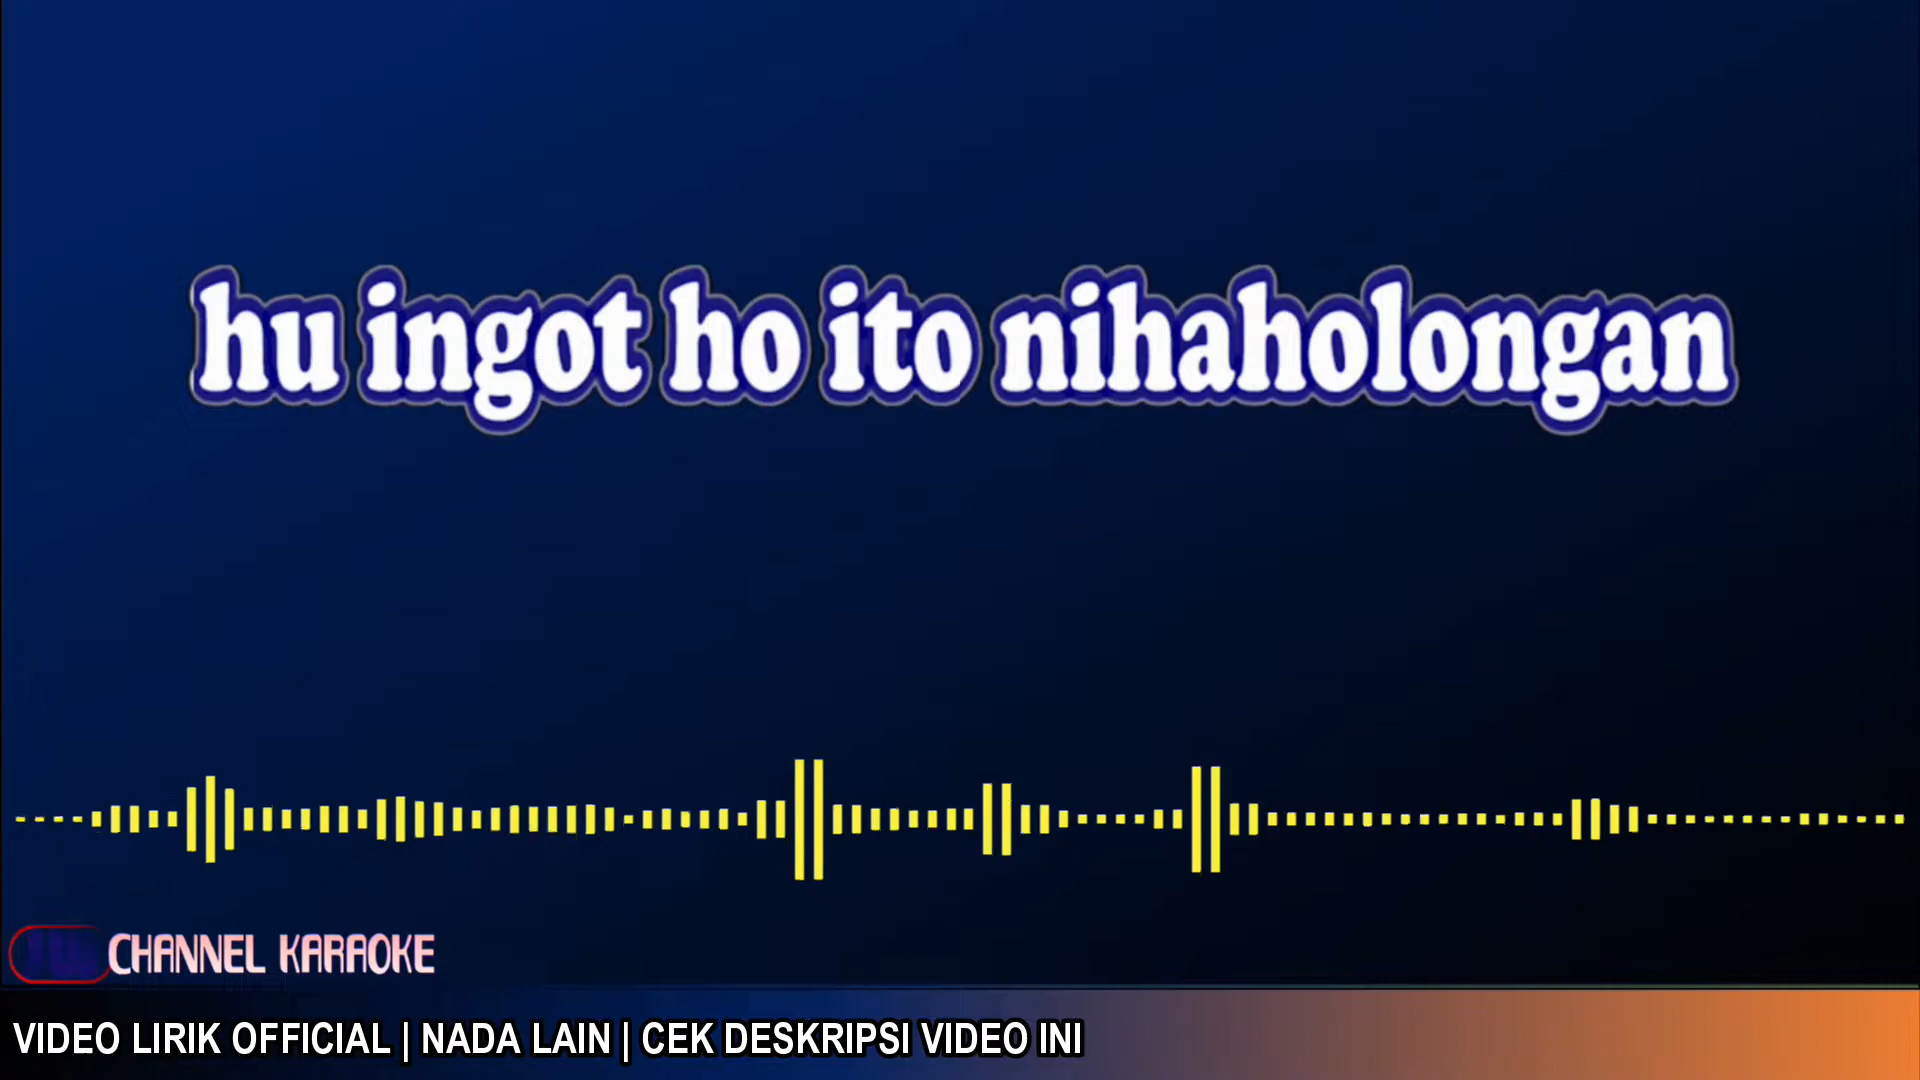 hu ingot ho ito nihaholongan
CHANNEL KARAOKE
VIDEO LIRIK OFFICIAL | NADA LAIN | CEK DESKRIPSI VIDEO INI